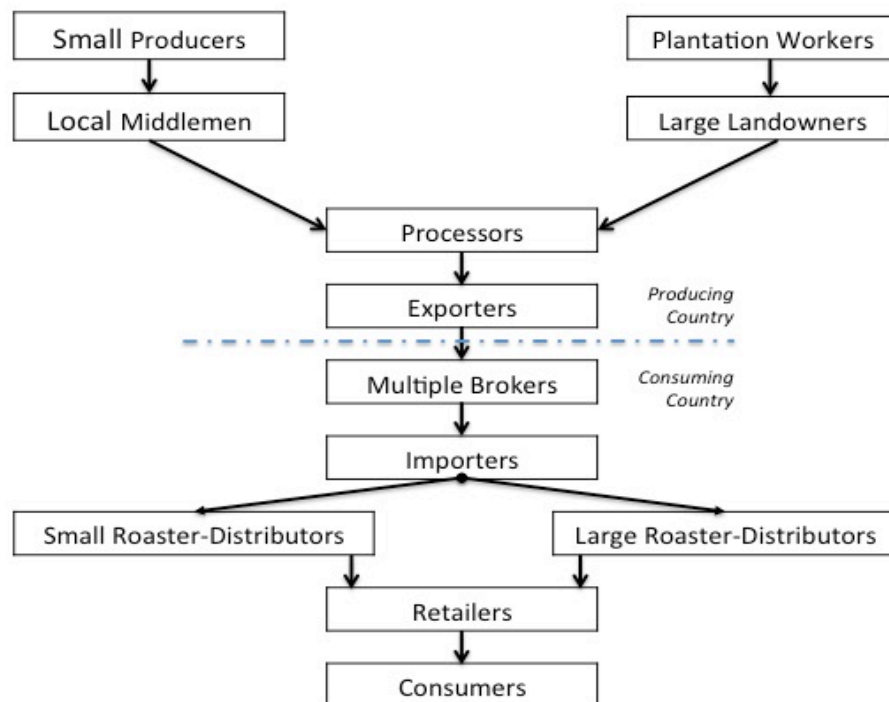 Small Producers
Plantation Workers
Local Middlemen
Large Landowners
Processors
Exporters
Producing
Country
Multiple Brokers
Consuming
Country
Importers
Small Roaster-Distributors
Large Roaster-Distributors
Retailers
Consumers